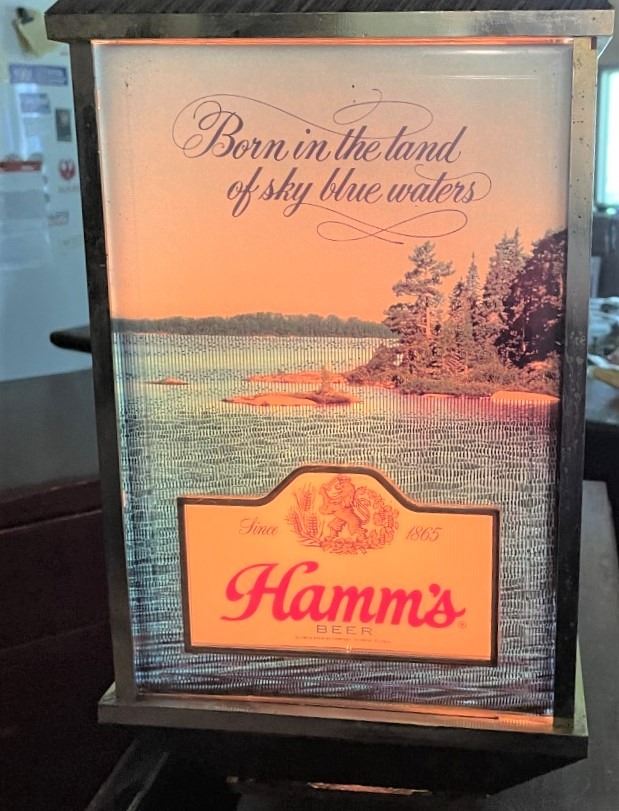 Born in the land
of sky blue waters
Since 1865
Hamm's®
BEER